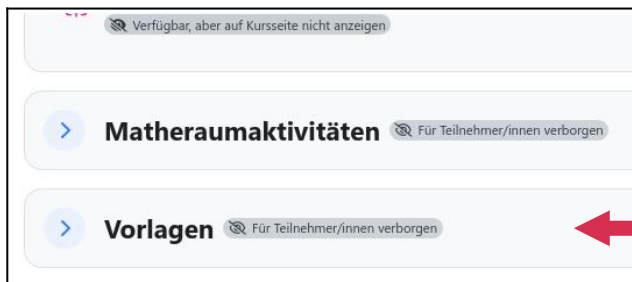 Verfügbar, aber auf Kursseite nicht anzeigen
Matheraumaktivitäten Für Teilnehmer/innen verborgen
Vorlagen Für Teilnehmer/innen verborgen